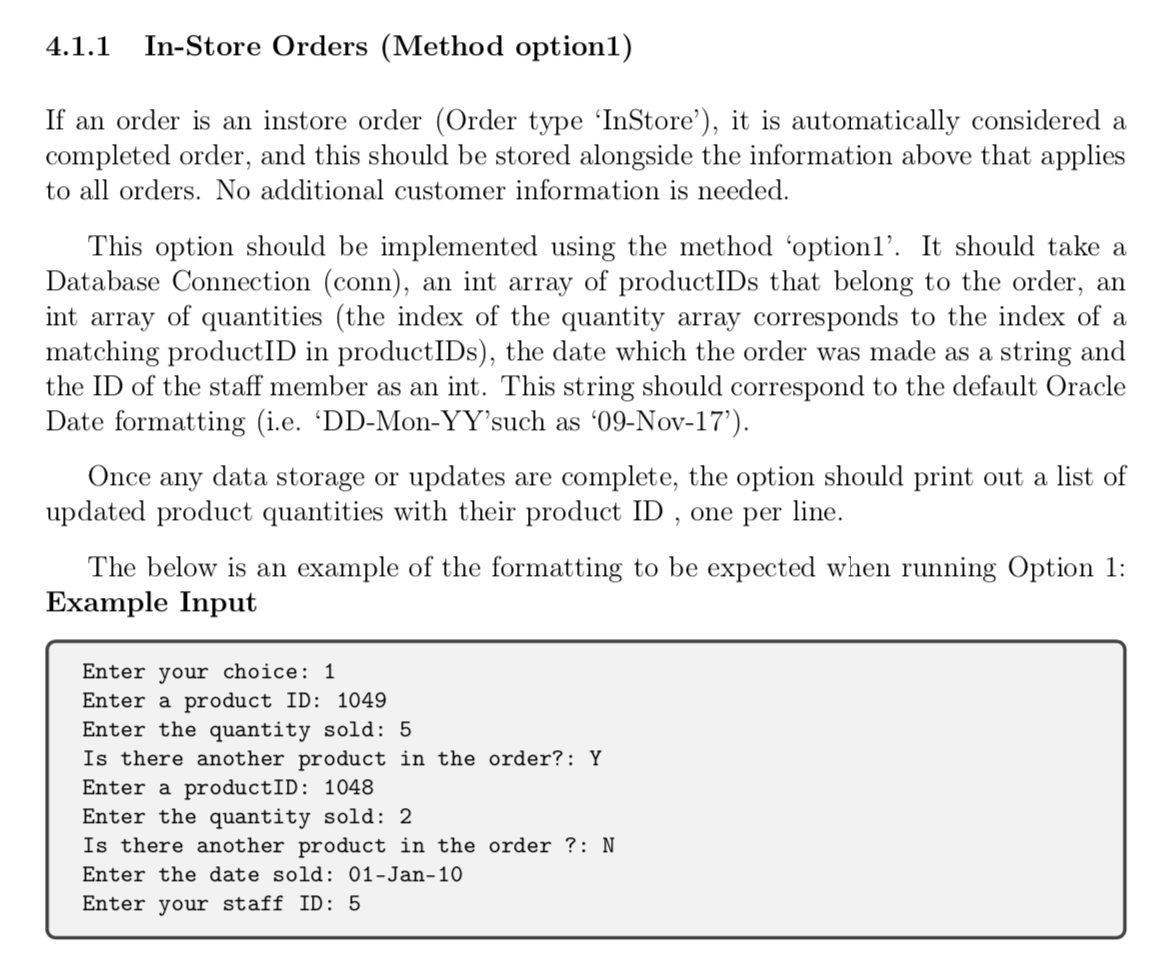 4.1.1 In-Store Orders (Method option1)
If an order is an instore order (Order type ‘InStore’), it is automatically considered a
completed order, and this should be stored alongside the information above that applies
to all orders. No additional customer information is needed.
This option should be implemented using the method ‘option1’. It should take a
Database Connection (conn), an int array of productIDs that belong to the order, an
int array of quantities (the index of the quantity array corresponds to the index of a
matching productID in productIDs), the date which the order was made as a string and
the ID of the staff member as an int. This string should correspond to the default Oracle
Date formatting (i.e. ‘DD-Mon-YY’such as ‘09-Nov-17’).
Once any data storage or updates are complete, the option should print out a list of
updated product quantities with their product ID , one per line.
The below is an example of the formatting to be expected when running Option 1:
Example Input
Enter your choice: 1
Enter a product ID: 1049
Enter the quantity sold: 5
Is there another product in the order?: Y
Enter a productID: 1048
Enter the quantity sold: 2
Is there another product in the order ?: N
Enter the date sold: 01-Jan-10
Enter your staff ID: 5